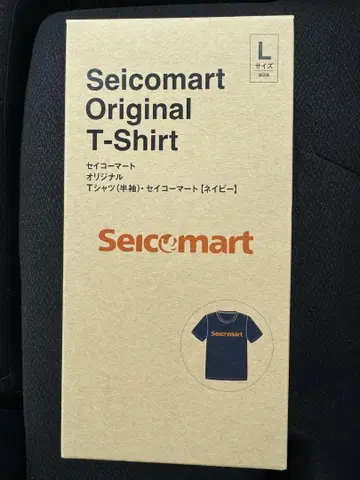 Seicomart
Original
T-Shirt
セイコーマート
オリジナル
Tシャツ(半袖)・セイコーマート【ネイビー】
L
サイズ
Seicomart
Seicomart